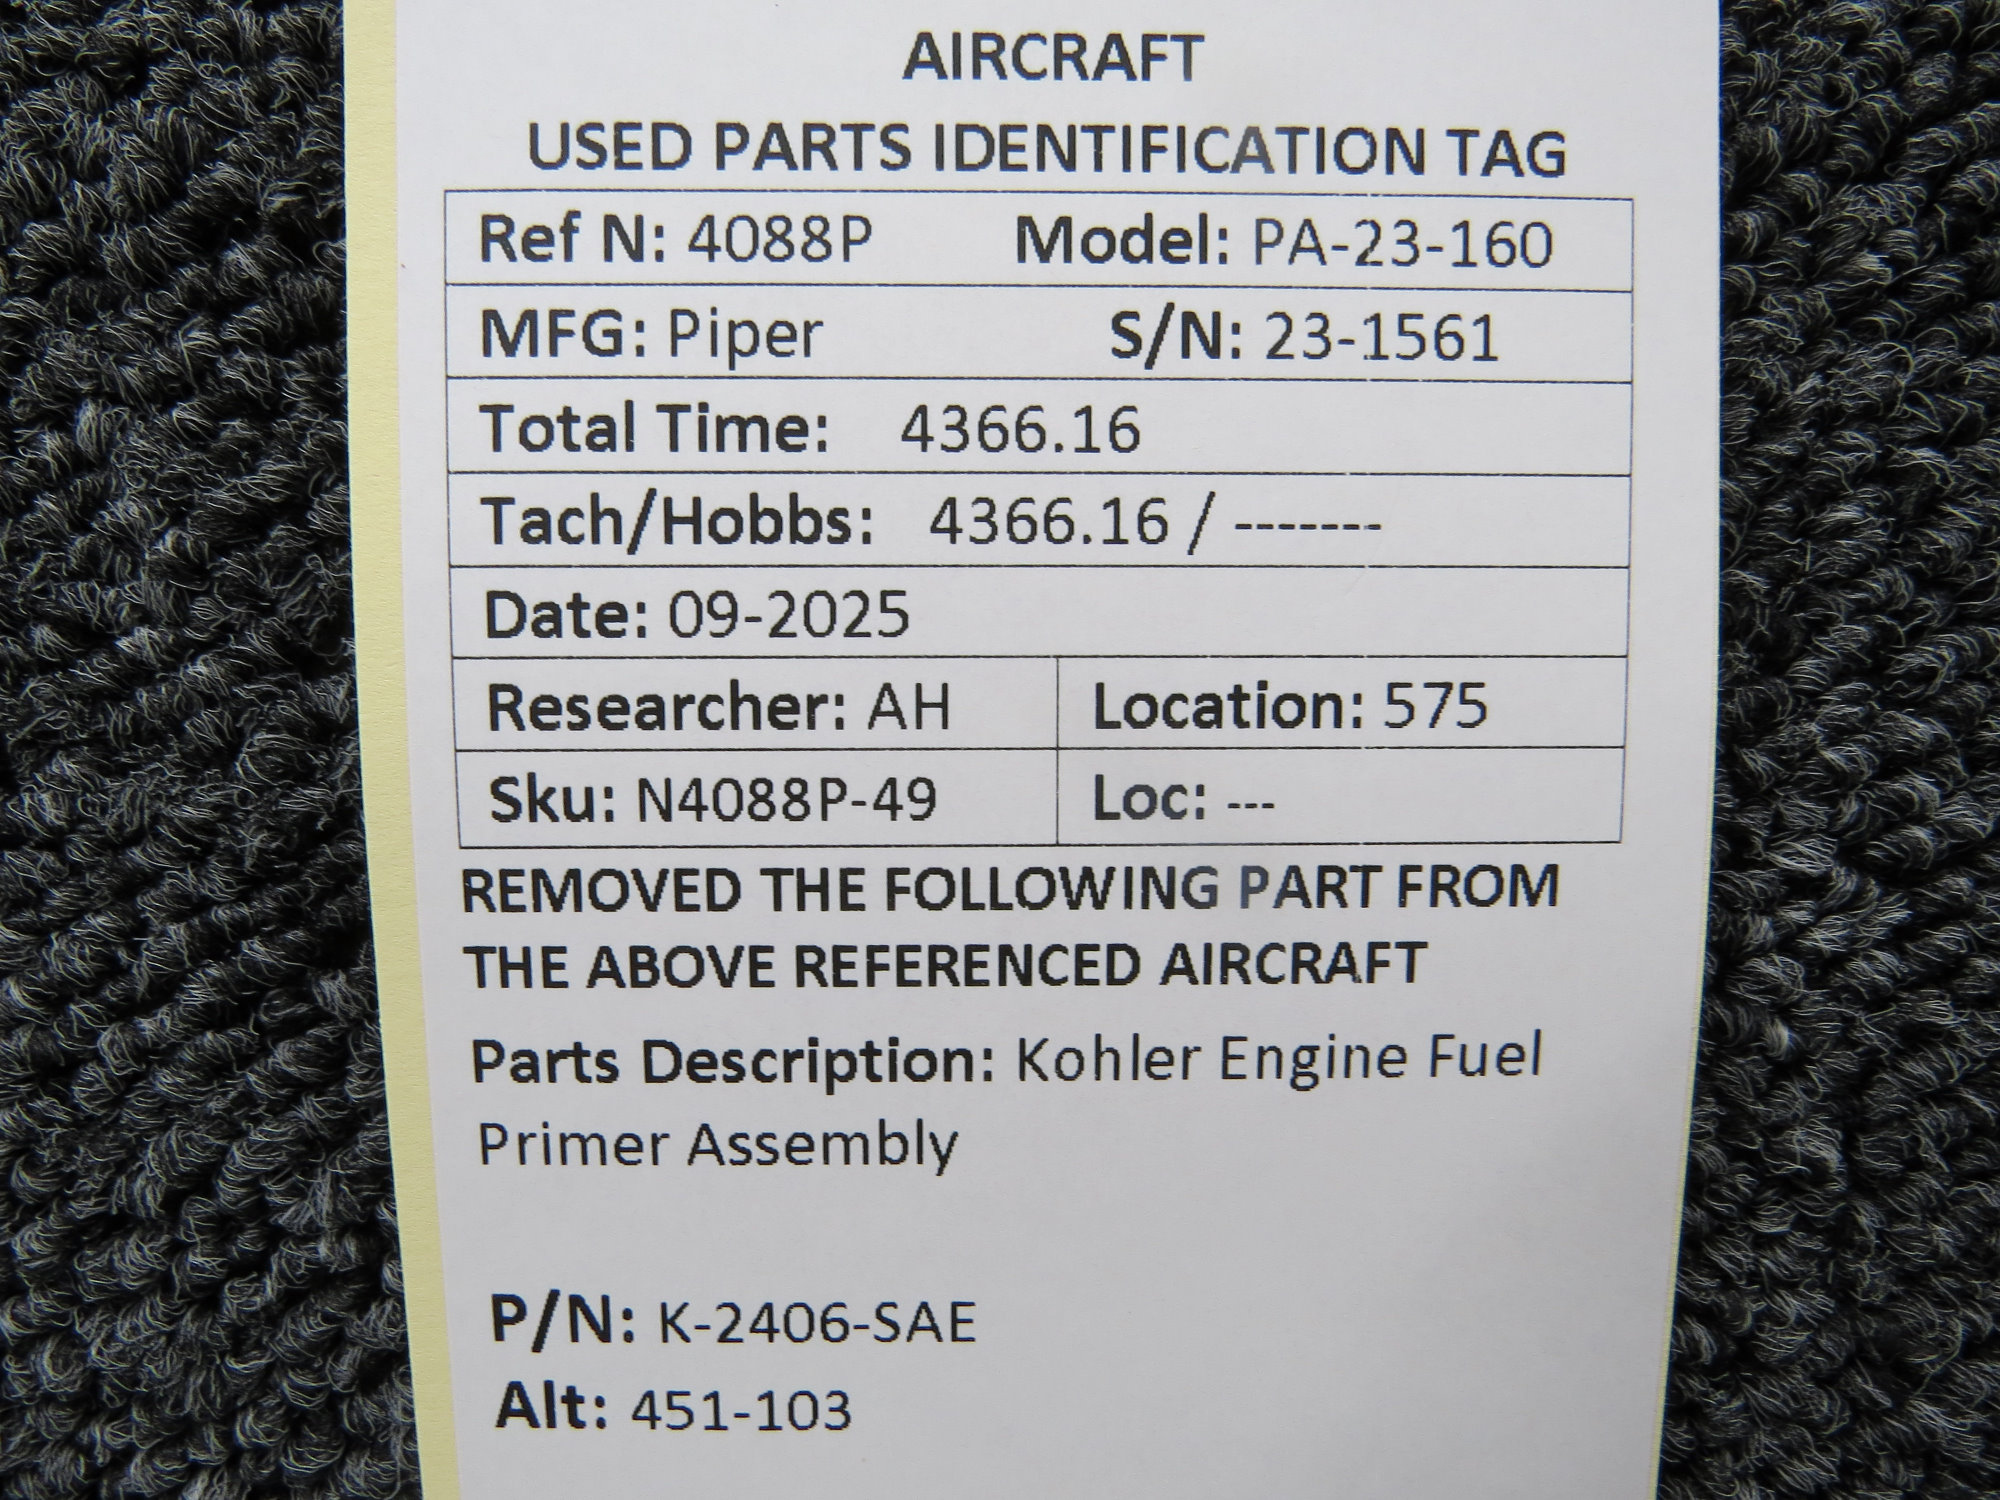 AIRCRAFT
USED PARTS IDENTIFICATION TAG
Ref N: 4088P Model: PA-23-160
MFG: Piper S/N: 23-1561
Total Time: 4366.16
Tach/Hobbs: 4366.16 / -------
Date: 09-2025
Researcher: AH Location: 575
Sku: N4088P-49 Loc: ---
REMOVED THE FOLLOWING PART FROM
THE ABOVE REFERENCED AIRCRAFT
Parts Description: Kohler Engine Fuel
Primer Assembly
P/N: K-2406-SAE
Alt: 451-103